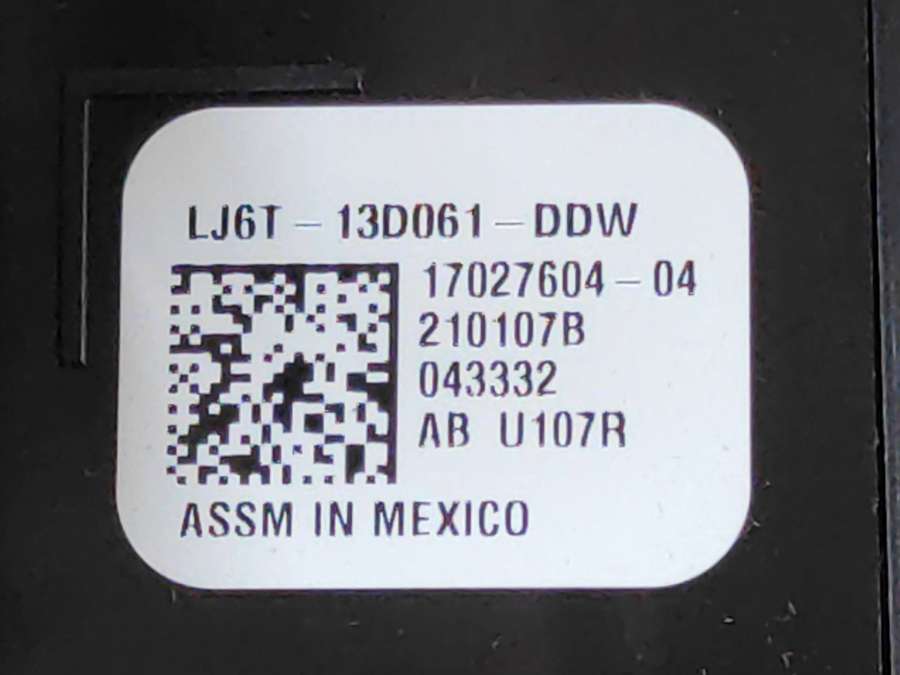 LJ6T-13D061-DDW
17027604-04
210107B
043332
AB U107R
ASSM IN MEXICO